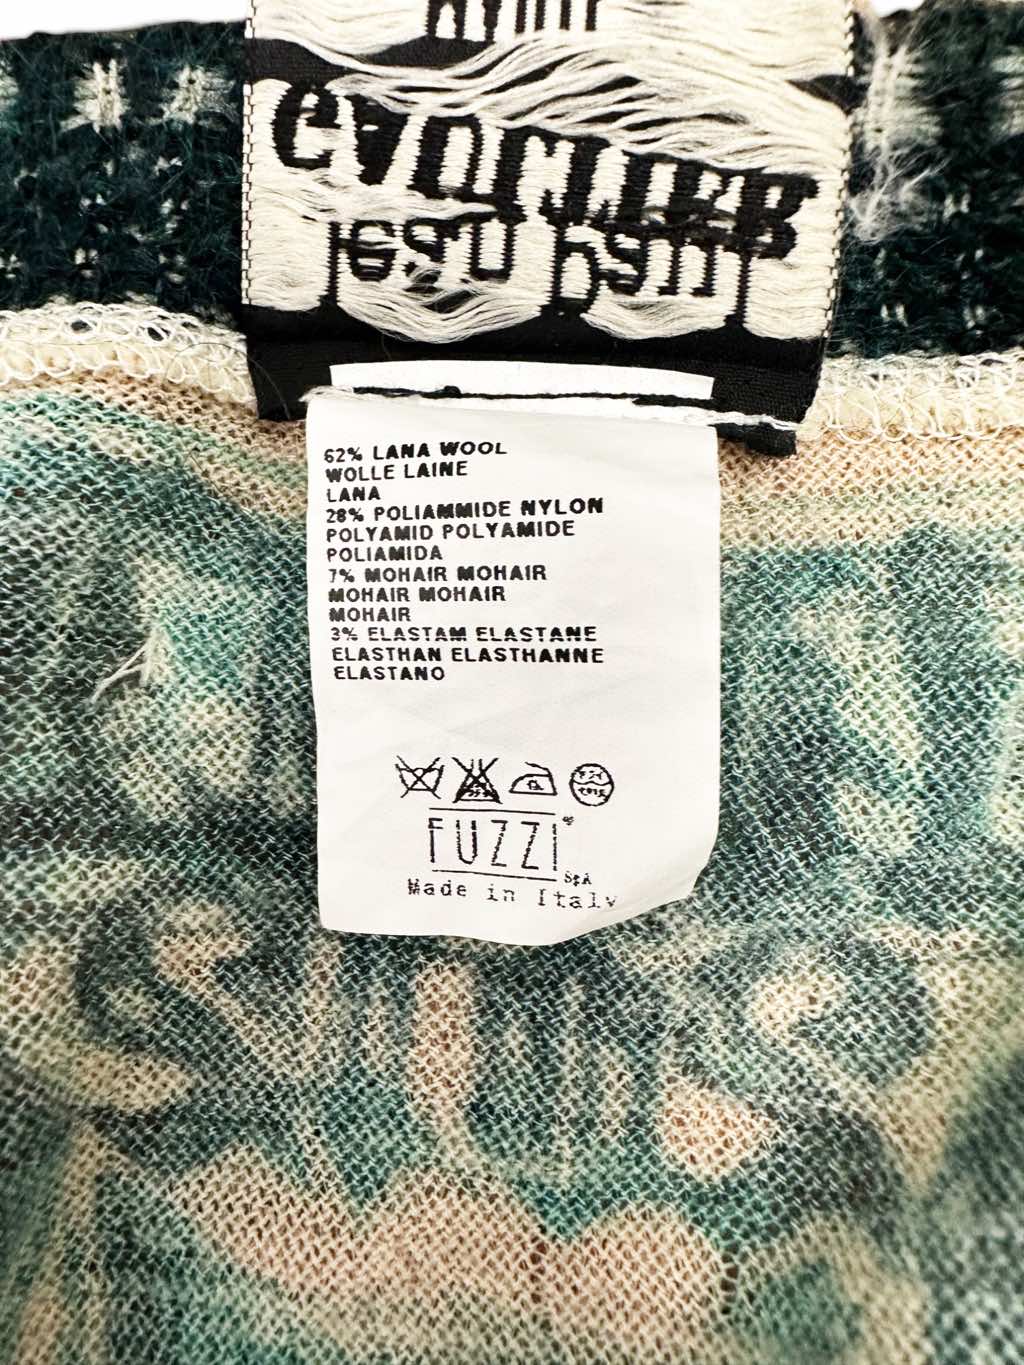 GAULTIER
Jean Paul
62% LANA WOOL
WOLLE LAINE
LANA
28% POLIAMMIDE NYLON
POLYAMID POLYAMIDE
POLIAMIDA
7% MOHAIR MOHAIR
MOHAIR MOHAIR
MOHAIR
3% ELASTAM ELASTANE
ELASTHAN ELASTHANNE
ELASTANO
FUZZI
SpA
Made in Italy